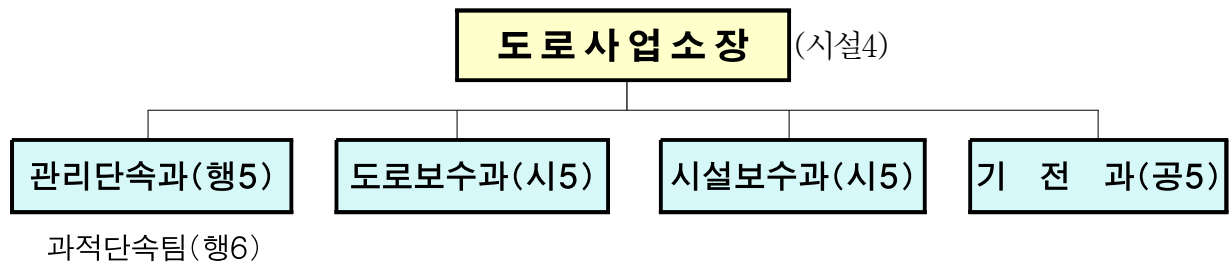 도로사업소장 (시설4)
관리단속과(행5) 도로보수과(시5) 시설보수과(시5) 기 전 과(공5)
과적단속팀(행6)